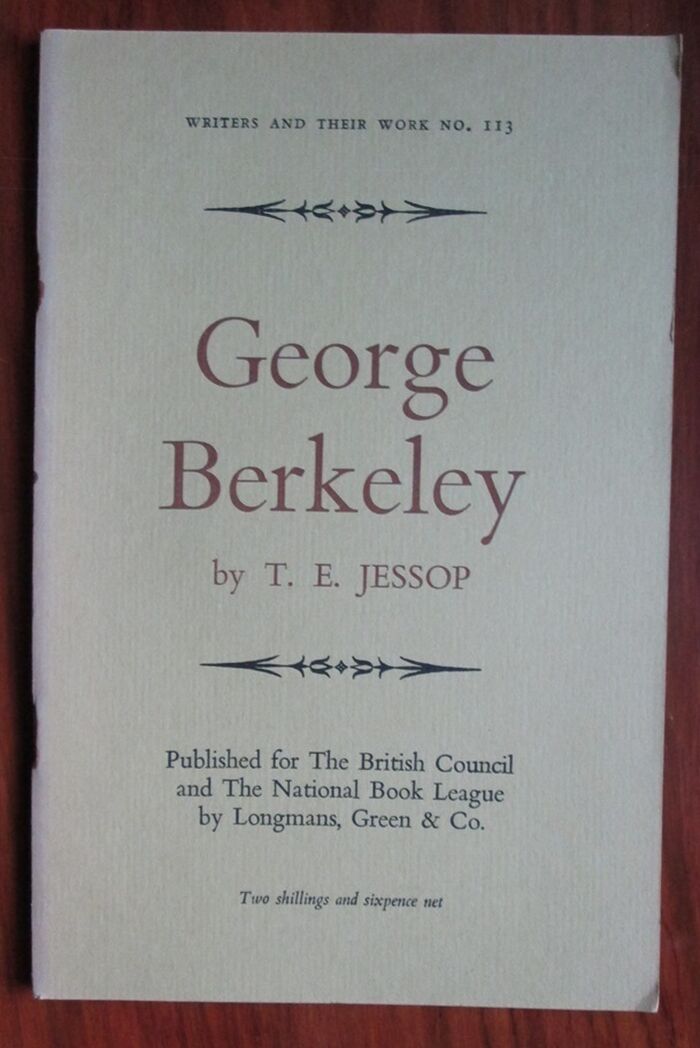 WRITERS AND THEIR WORK NO. 113
George
Berkeley
by T. E. JESSOP
Published for The British Council
and The National Book League
by Longmans, Green & Co.
Two shillings and sixpence net